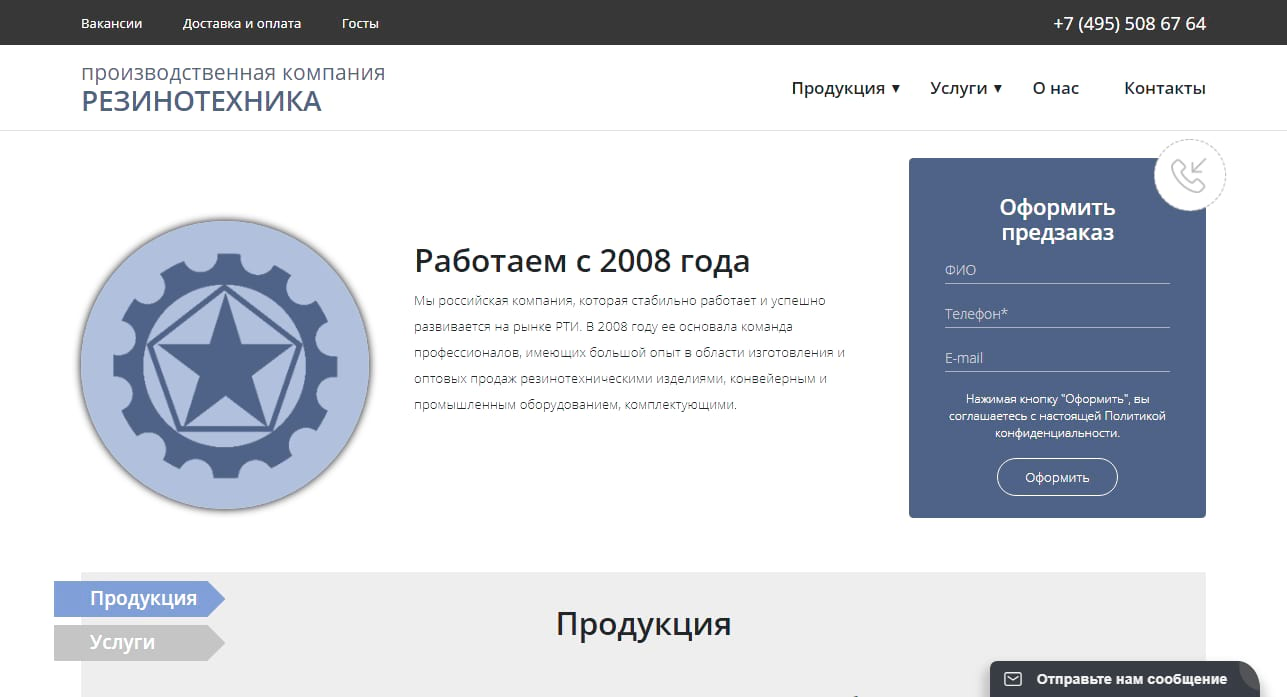 Вакансии
Доставка и оплата
Госты
+7 (495) 508 67 64
производственная компания
РЕЗИНОТЕХНИКА
Продукция ▼
Услуги ▼
О нас
Контакты
Работаем с 2008 года
Мы российская компания, которая стабильно работает и успешно
развивается на рынке РТИ. В 2008 году ее основала команда
профессионалов, имеющих большой опыт в области изготовления и
оптовых продаж резинотехническими изделиями, конвейерным и
промышленным оборудованием, комплектующими.
Оформить
предзаказ
ФИО
Телефон*
E-mail
Нажимая кнопку "Оформить", вы
соглашаетесь с настоящей Политикой
конфиденциальности.
Оформить
Продукция
Услуги
Продукция
Отправьте нам сообщение